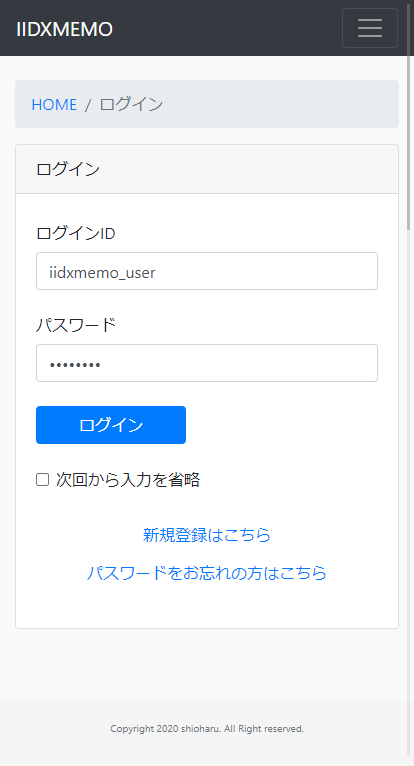 IIDXMEMO
HOME / ログイン
ログイン
ログインID
iidxmemo_user
パスワード
••••••••
ログイン
次回から入力を省略
新規登録はこちら
パスワードをお忘れの方はこちら
Copyright 2020 shioharu. All Right reserved.